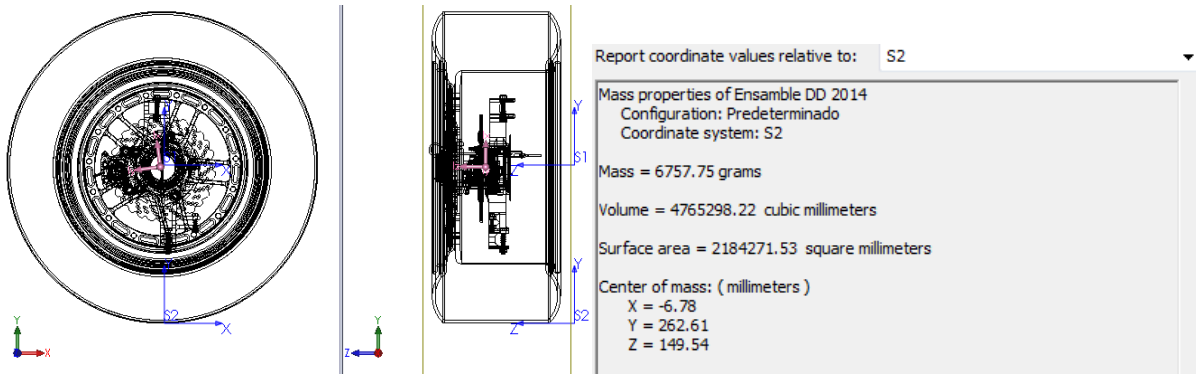 Report coordinate values relative to: S2
Mass properties of Ensamble DD 2014
Configuration: Predeterminado
Coordinate system: S2
Mass = 6757.75 grams
Volume = 4765298.22 cubic millimeters
Surface area = 2184271.53 square millimeters
Center of mass: ( millimeters )
X = -6.78
Y = 262.61
Z = 149.54
X
S2
X
Y
X
Y
Z
S1
Y
Z
S2
Y
Z